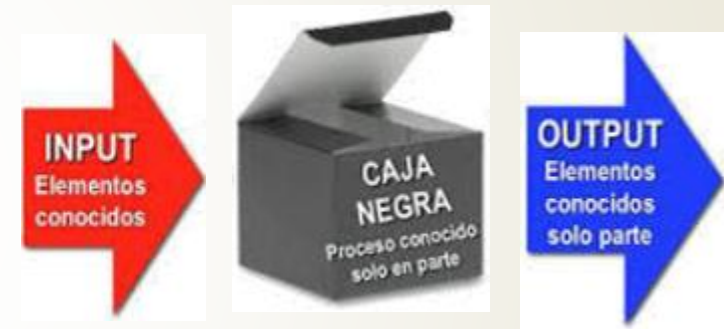 INPUT
Elementos
conocidos
CAJA
NEGRA
Proceso conocido
solo en parte
OUTPUT
Elementos
conocidos
solo parte